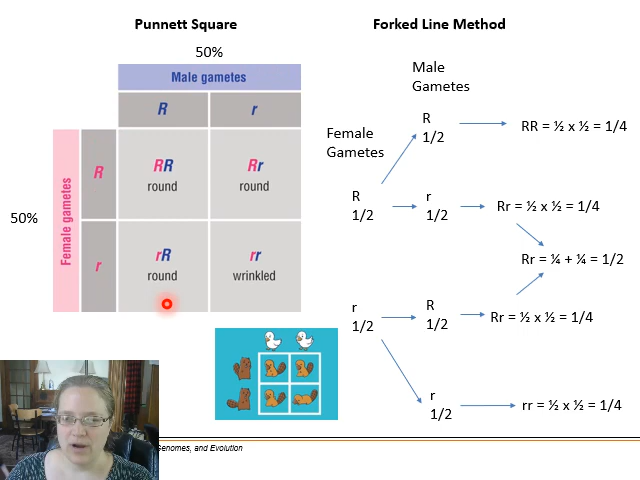 Punnett Square
50%
Male gametes
R
r
50%
Female gametes
R
RR
round
Rr
round
r
rR
round
rr
wrinkled
Forked Line Method
Male
Gametes
Female
Gametes
R
1/2
RR = ½ x ½ = 1/4
R
1/2
r
1/2
Rr = ½ x ½ = 1/4
Rr = ¼ + ¼ = 1/2
r
1/2
R
1/2
Rr = ½ x ½ = 1/4
r
1/2
rr = ½ x ½ = 1/4
Genomes, and Evolution